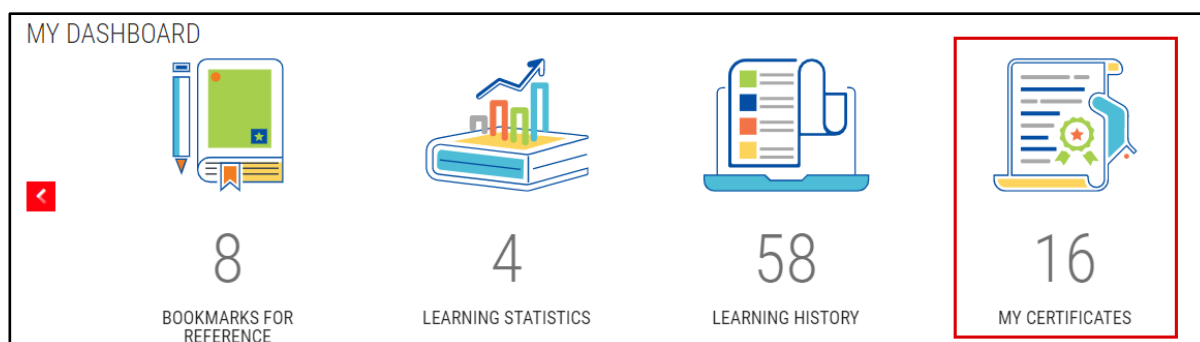 MY DASHBOARD
8
BOOKMARKS FOR
REFERENCE
4
LEARNING STATISTICS
58
LEARNING HISTORY
16
MY CERTIFICATES